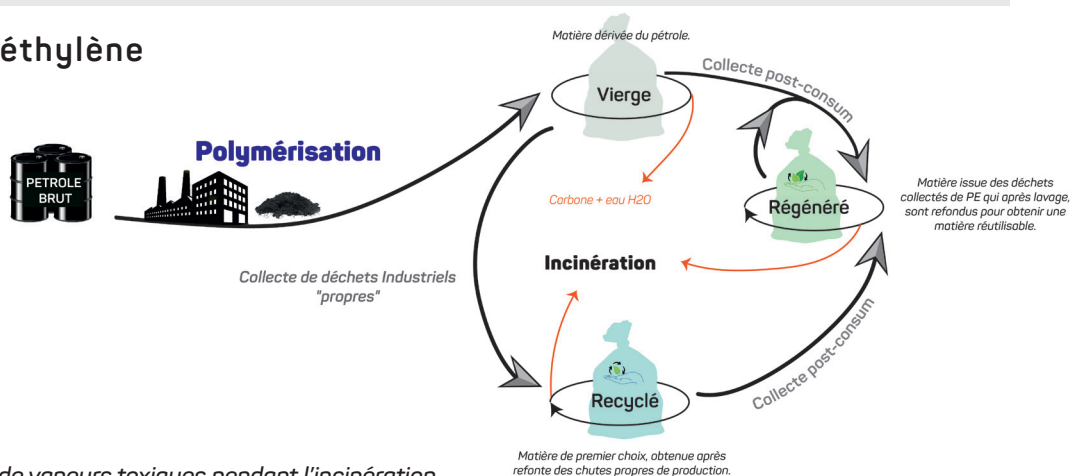 éthylène
Matière dérivée du pétrole.
Vierge
Collecte post-consum
Polymérisation
PETROLE
BRUT
Carbone + eau H2O
Régénéré
Matière issue des déchets
collectés de PE qui après lavage,
sont refondus pour obtenir une
matière réutilisable.
Collecte de déchets Industriels
"propres"
Incinération
Collecte post-consum
Recyclé
Matière de premier choix, obtenue après
refonte des chutes propres de production.
de vapeurs toxiques pendant l'incinération